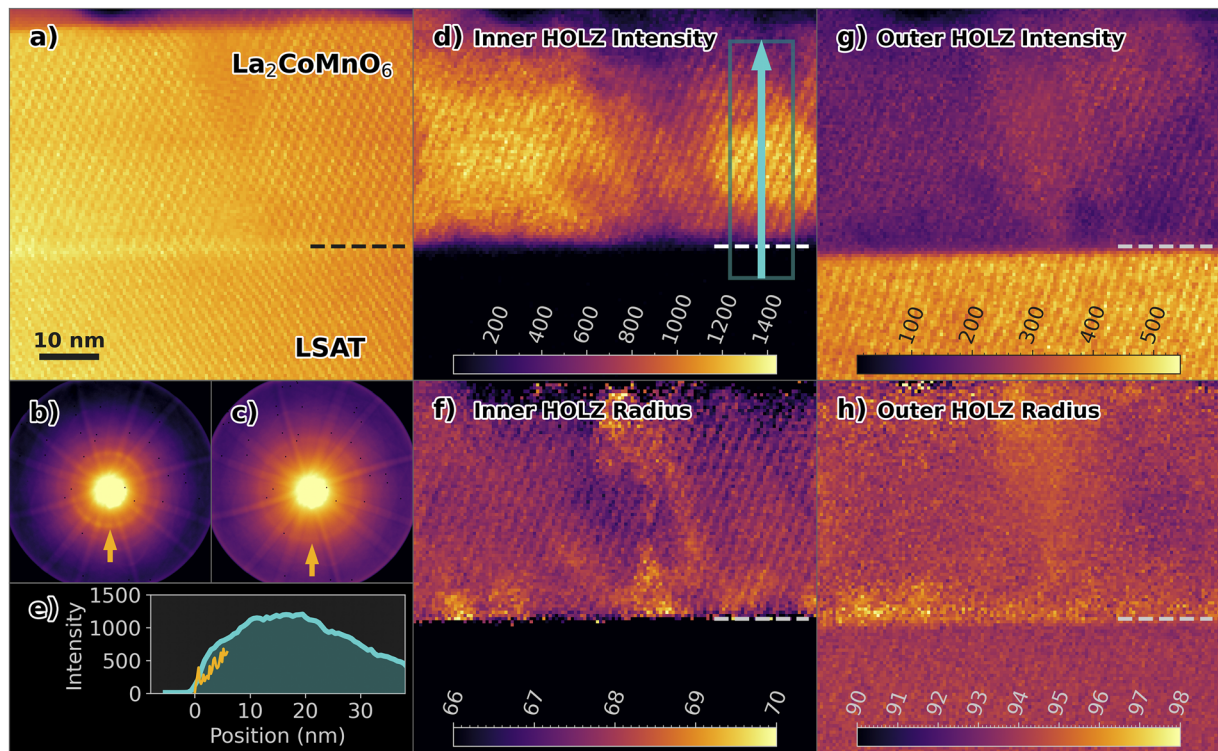 a)
La₂CoMnO₆
10 nm
LSAT
b)
c)
e)
Intensity
1500
1000
500
0
0 10 20 30
Position (nm)
d) Inner HOLZ Intensity
200 400 600 800 1000 1200 1400
f) Inner HOLZ Radius
66 67 68 69 70
g) Outer HOLZ Intensity
100 200 300 400 500
h) Outer HOLZ Radius
90 91 92 93 94 95 96 97 98